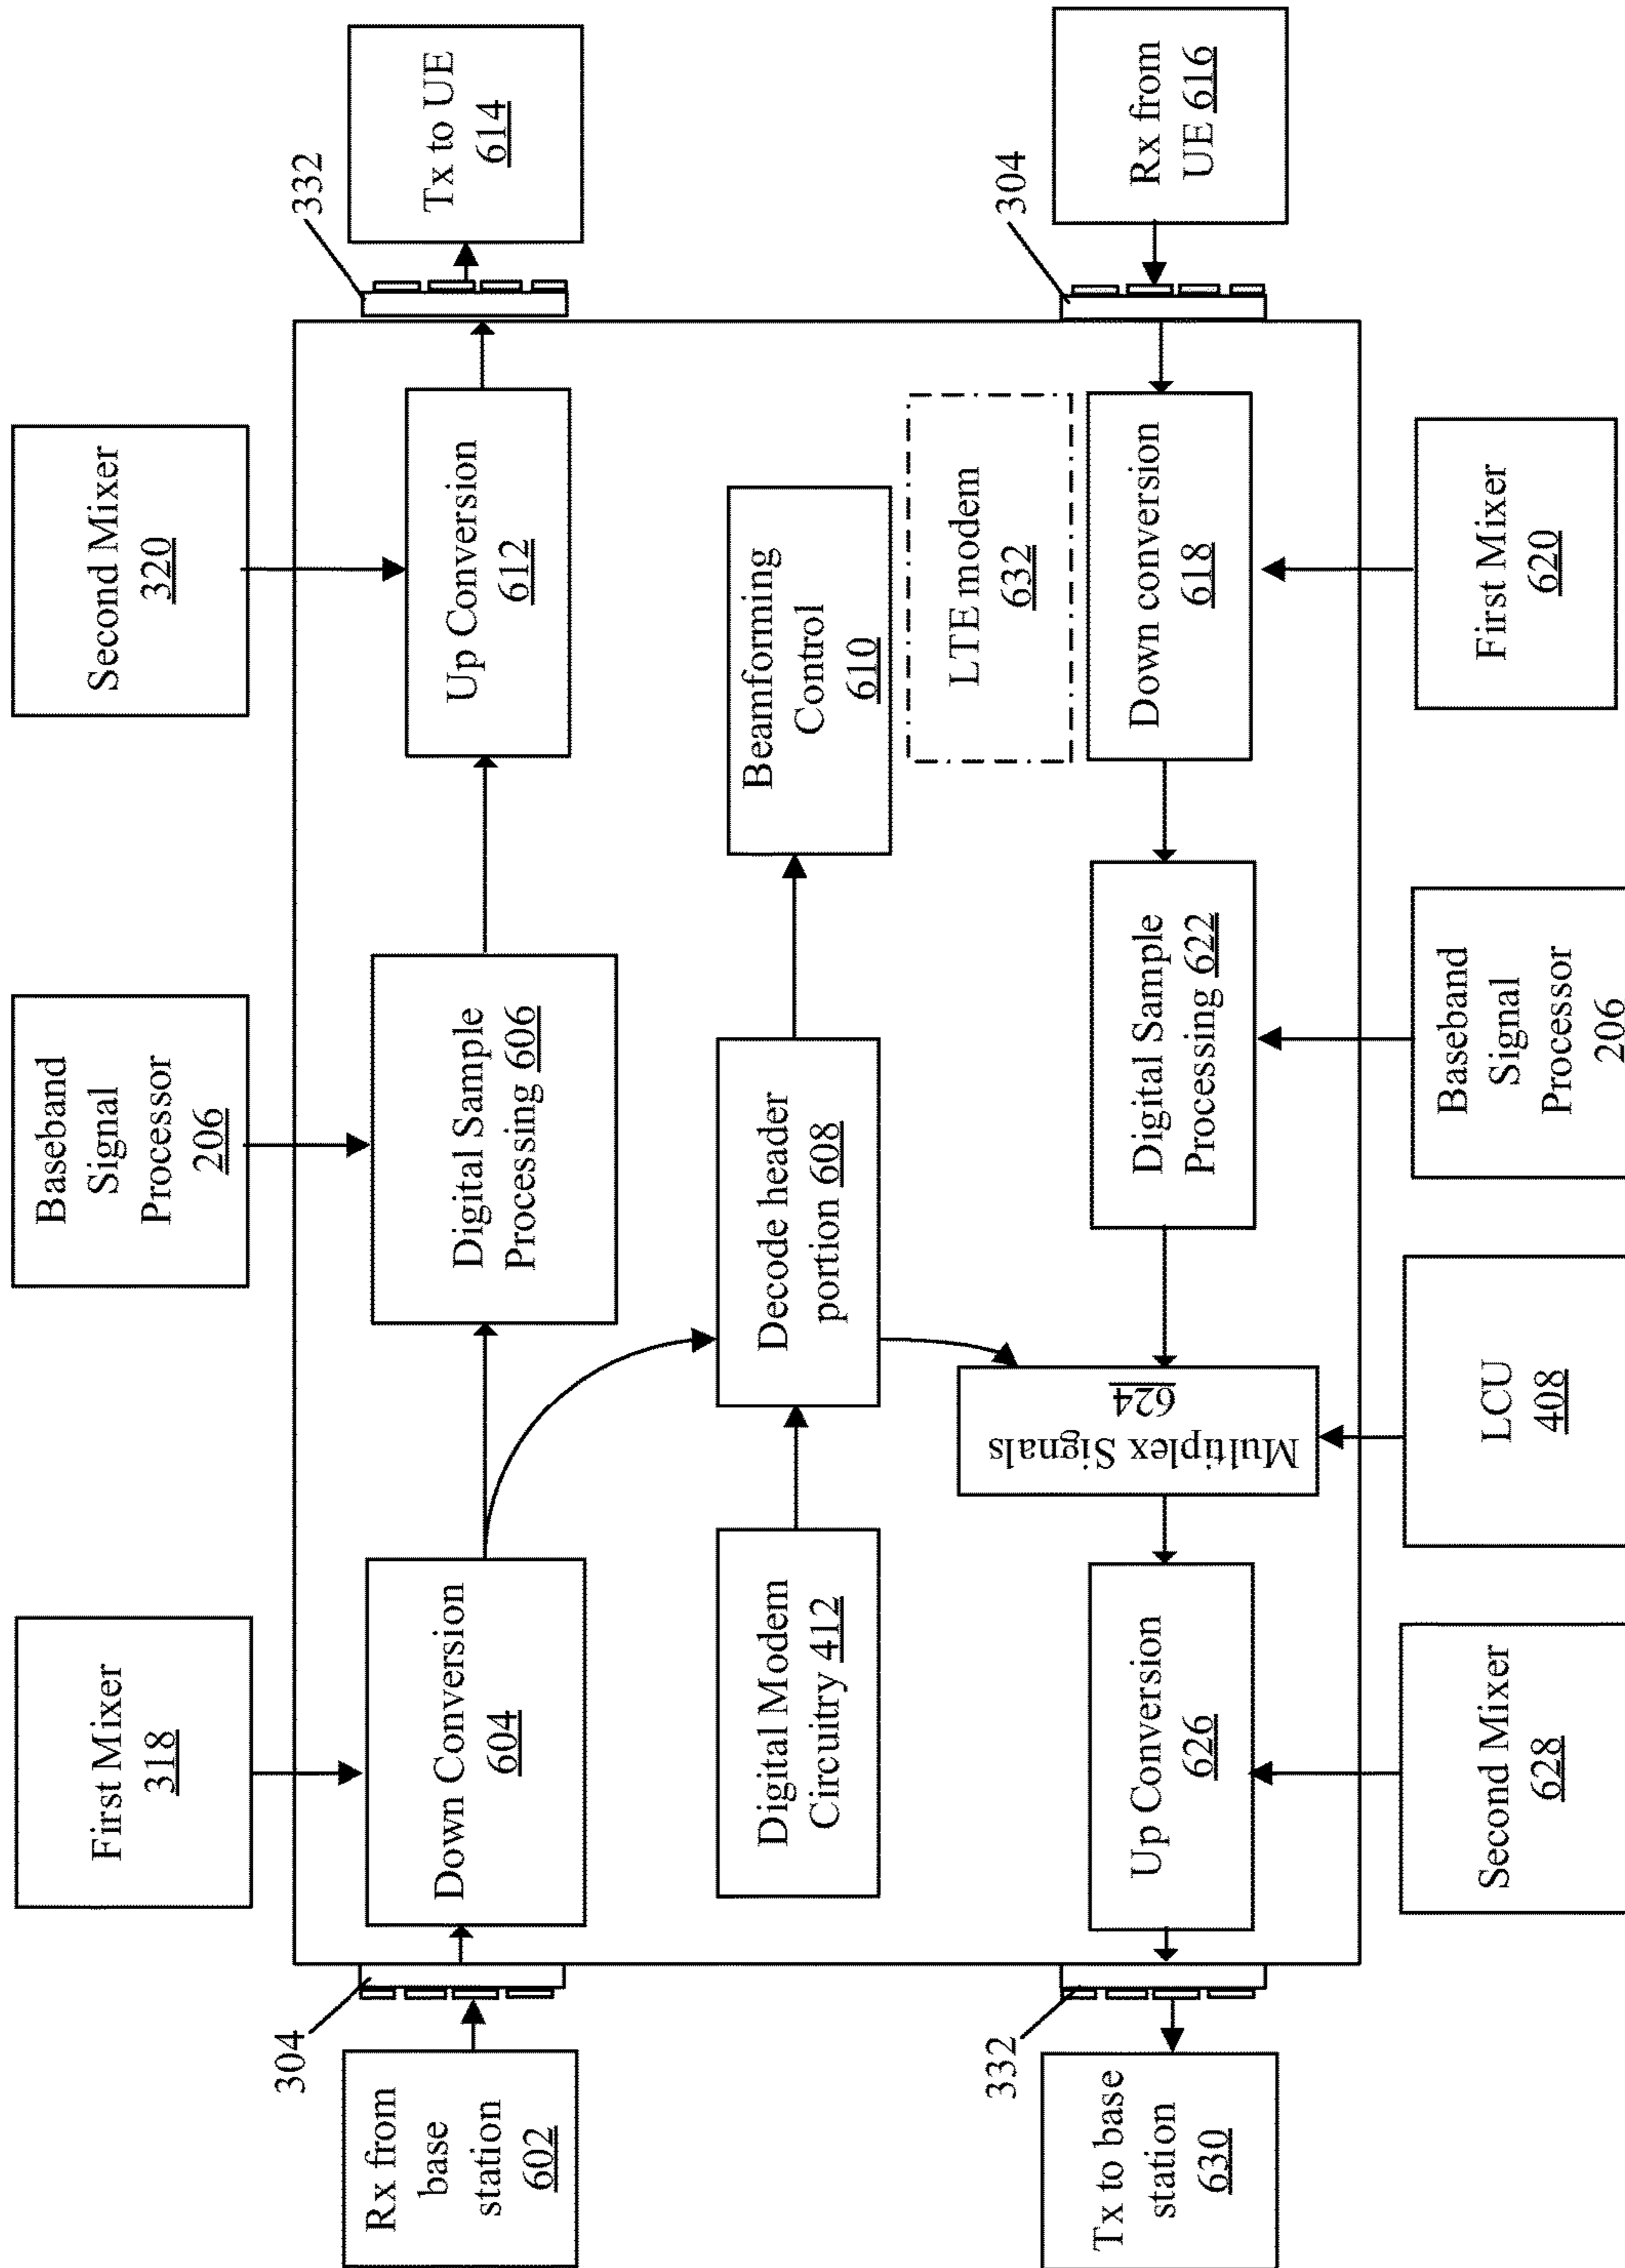 First Mixer
318
Baseband
Signal
Processor
206
Second Mixer
320
304
Rx from
base
station
602
Down Conversion
604
Digital Sample
Processing 606
Up Conversion
612
332
Tx to UE
614
Digital Modem
Circuitry 412
Decode header
portion 608
Beamforming
Control
610
LTE modem
632
332
Tx to base
station
630
Up Conversion
626
Multiplex Signals
624
Digital Sample
Processing 622
Down conversion
618
304
Rx from
UE 616
Second Mixer
628
LCU
408
Baseband
Signal
Processor
206
First Mixer
620